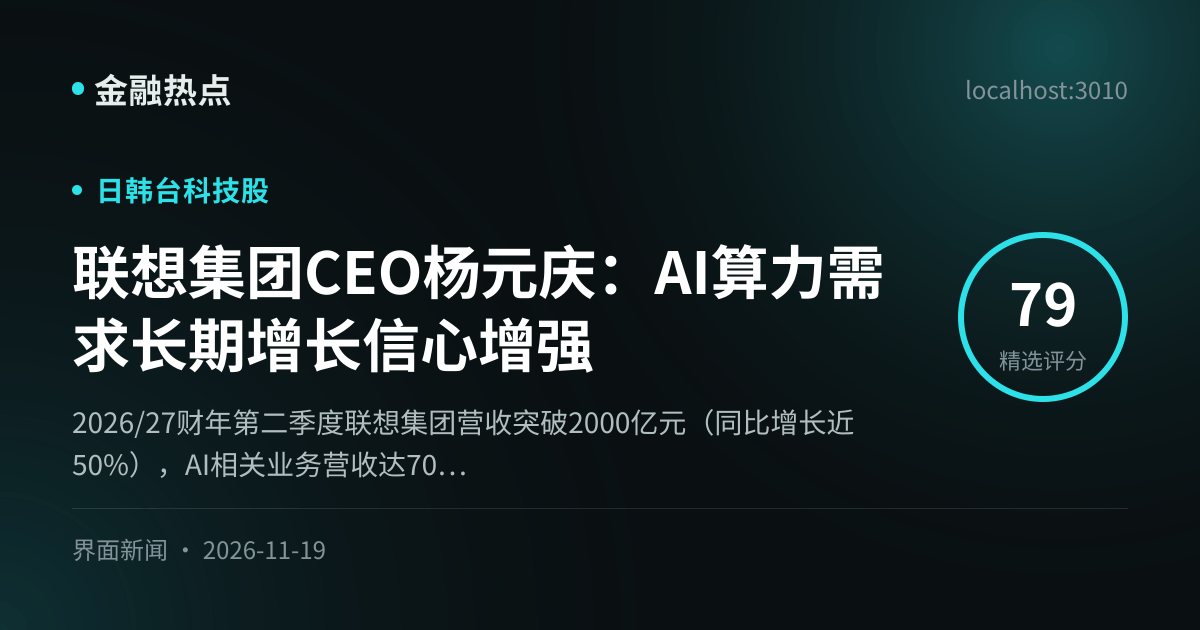 金融热点
localhost:3010
日韩台科技股
联想集团CEO杨元庆：AI算力需
求长期增长信心增强
79
精选评分
2026/27财年第二季度联想集团营收突破2000亿元（同比增长近
50%），AI相关业务营收达70…
界面新闻 · 2026-11-19